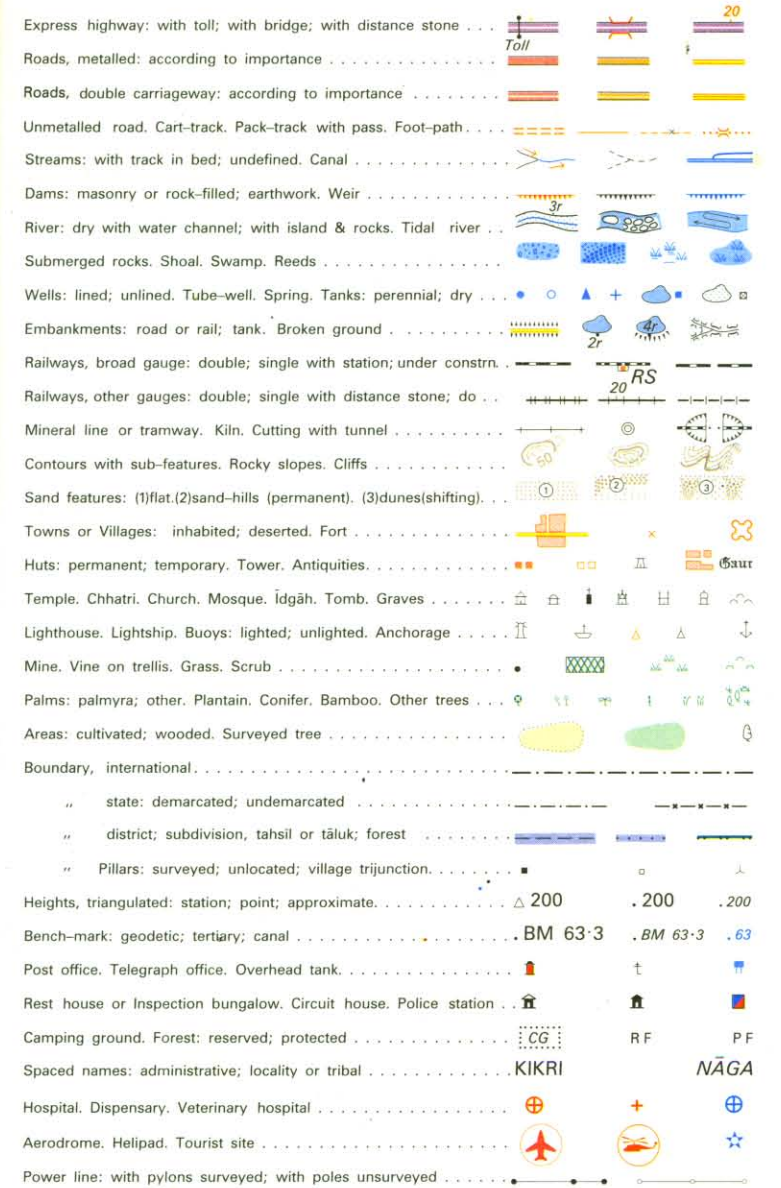 Express highway: with toll; with bridge; with distance stone . . . 20
Toll
Roads, metalled: according to importance . . . . . . . . . . . . . . .
Roads, double carriageway: according to importance . . . . . . . .
Unmetalled road. Cart–track. Pack–track with pass. Foot–path. . . .
Streams: with track in bed; undefined. Canal . . . . . . . . . . . . .
Dams: masonry or rock–filled; earthwork. Weir . . . . . . . . . . . .
River: dry with water channel; with island & rocks. Tidal river . . 3r
Submerged rocks. Shoal. Swamp. Reeds . . . . . . . . . . . . . . .
Wells: lined; unlined. Tube–well. Spring. Tanks: perennial; dry . . .
Embankments: road or rail; tank. Broken ground . . . . . . . . . . 2r 4r
Railways, broad gauge: double; single with station; under constrn. . . RS
Railways, other gauges: double; single with distance stone; do . . 20
Mineral line or tramway. Kiln. Cutting with tunnel . . . . . . . . . .
Contours with sub–features. Rocky slopes. Cliffs . . . . . . . . . . . . 50
Sand features: (1)flat.(2)sand–hills (permanent). (3)dunes(shifting). . . 1 2 3
Towns or Villages: inhabited; deserted. Fort . . . . . . . . . . . . .
Huts: permanent; temporary. Tower. Antiquities. . . . . . . . . . . . Gaur
Temple. Chhatri. Church. Mosque. Īdgāh. Tomb. Graves . . . . . . .
Lighthouse. Lightship. Buoys: lighted; unlighted. Anchorage . . . . .
Mine. Vine on trellis. Grass. Scrub . . . . . . . . . . . . . . . . . . .
Palms: palmyra; other. Plantain. Conifer. Bamboo. Other trees . . .
Areas: cultivated; wooded. Surveyed tree . . . . . . . . . . . . . . .
Boundary, international . . . . . . . . . . . . . . . . . . . . . . . . . .
„ state: demarcated; undemarcated . . . . . . . . . . . . .
„ district; subdivision, tahsil or tāluk; forest . . . . . . . .
„ Pillars: surveyed; unlocated; village trijunction. . . . . . . .
Heights, triangulated: station; point; approximate. . . . . . . . . . . . 200 .200 .200
Bench–mark: geodetic; tertiary; canal . . . . . . . . . . . . . . . . . . BM 63·3 .BM 63·3 .63
Post office. Telegraph office. Overhead tank. . . . . . . . . . . . . .
Rest house or Inspection bungalow. Circuit house. Police station . .
Camping ground. Forest: reserved; protected . . . . . . . . . . . . . CG RF PF
Spaced names: administrative; locality or tribal . . . . . . . . . . . KIKRI NĀGA
Hospital. Dispensary. Veterinary hospital . . . . . . . . . . . . . . .
Aerodrome. Helipad. Tourist site . . . . . . . . . . . . . . . . . . . .
Power line: with pylons surveyed; with poles unsurveyed . . . . . .